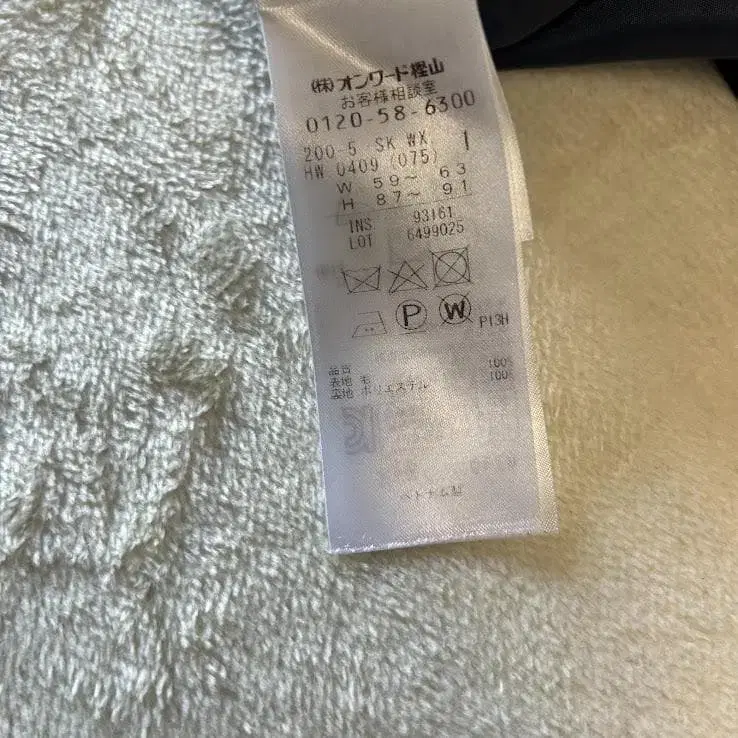 ㈱オンワード樫山
お客様相談室
0120-58-6300
200-5 SK WX 1
HW 0409 (075)
W 59~ 63
H 87~ 91
INS 93161
LOT 6499025
P
W
P13H
品質
表地 毛 100%
裏地 ポリエステル 100%
ベトナム製